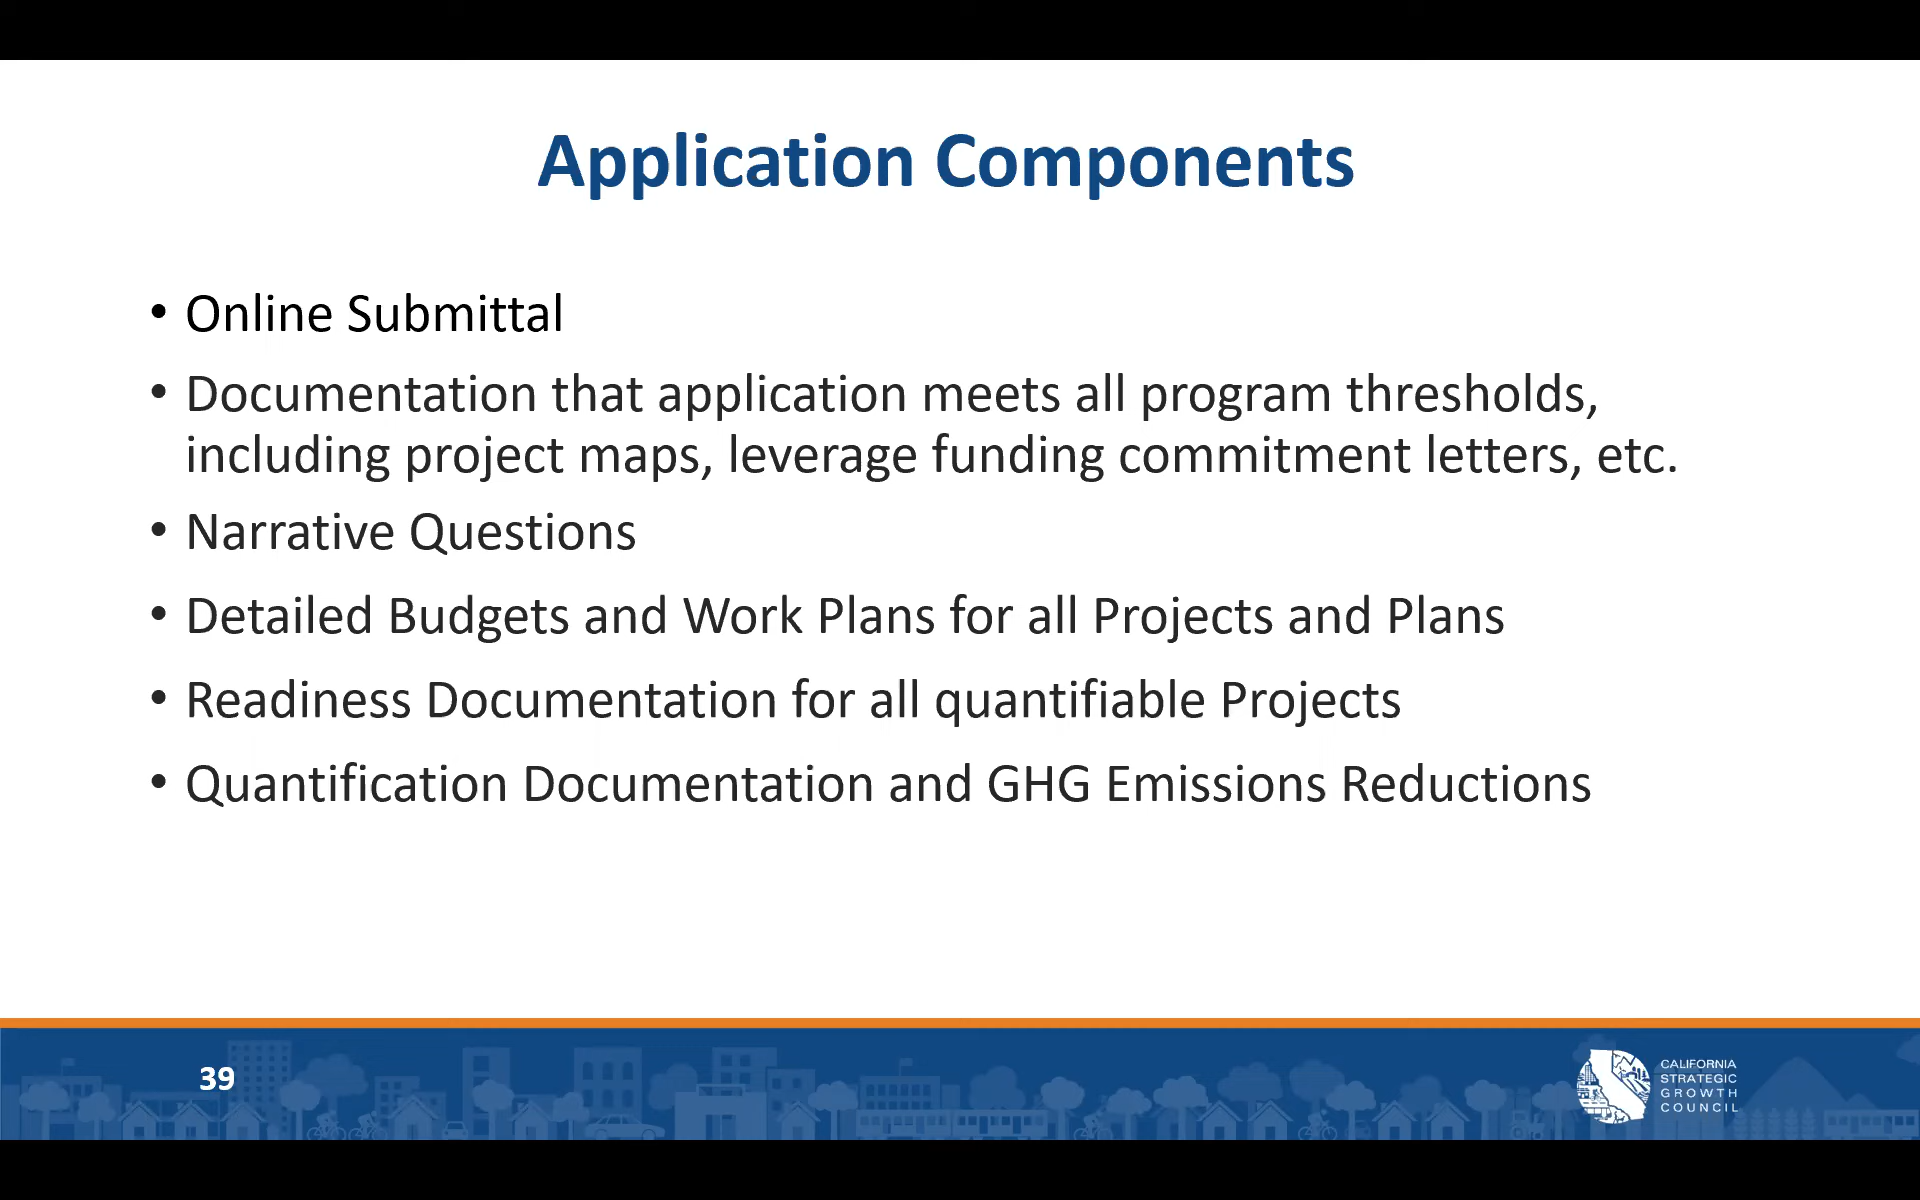 Application Components
• Online Submittal
• Documentation that application meets all program thresholds,
including project maps, leverage funding commitment letters, etc.
• Narrative Questions
• Detailed Budgets and Work Plans for all Projects and Plans
• Readiness Documentation for all quantifiable Projects
• Quantification Documentation and GHG Emissions Reductions
39
CALIFORNIA
STRATEGIC
GROWTH
COUNCIL